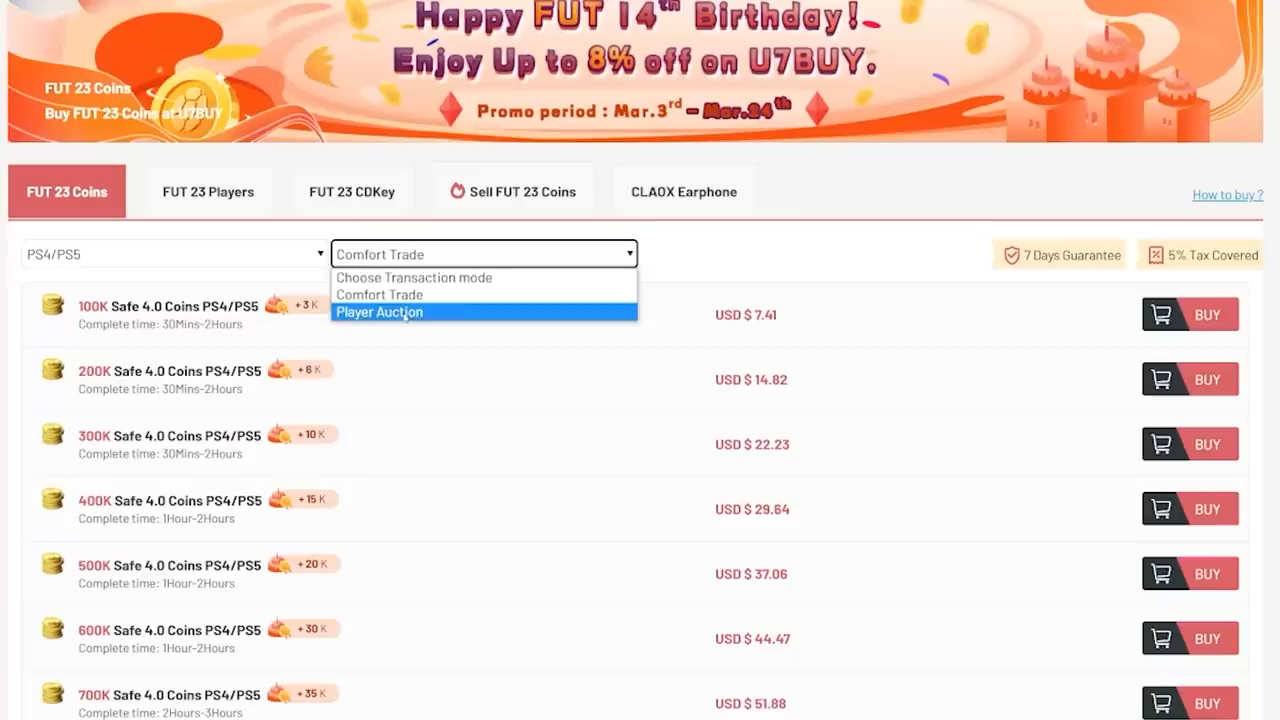 Happy FUT 14th Birthday!
Enjoy Up to 8% off on U7BUY.
Promo period : Mar.3rd – Mar.24th
FUT 23 Coins
Buy FUT 23 Coins at U7BUY
FUT 23 Coins
FUT 23 Players
FUT 23 CDKey
Sell FUT 23 Coins
CLAOX Earphone
How to buy ?
PS4/PS5
Comfort Trade
7 Days Guarantee
5% Tax Covered
Choose Transaction mode
Comfort Trade
Player Auction
100K Safe 4.0 Coins PS4/PS5 +3 K
Complete time: 30Mins-2Hours
USD $ 7.41
BUY
200K Safe 4.0 Coins PS4/PS5 +6 K
Complete time: 30Mins-2Hours
USD $ 14.82
BUY
300K Safe 4.0 Coins PS4/PS5 +10 K
Complete time: 30Mins-2Hours
USD $ 22.23
BUY
400K Safe 4.0 Coins PS4/PS5 +15 K
Complete time: 1Hour-2Hours
USD $ 29.64
BUY
500K Safe 4.0 Coins PS4/PS5 +20 K
Complete time: 1Hour-2Hours
USD $ 37.06
BUY
600K Safe 4.0 Coins PS4/PS5 +30 K
Complete time: 1Hour-2Hours
USD $ 44.47
BUY
700K Safe 4.0 Coins PS4/PS5 +35 K
Complete time: 2Hours-3Hours
USD $ 51.88
BUY